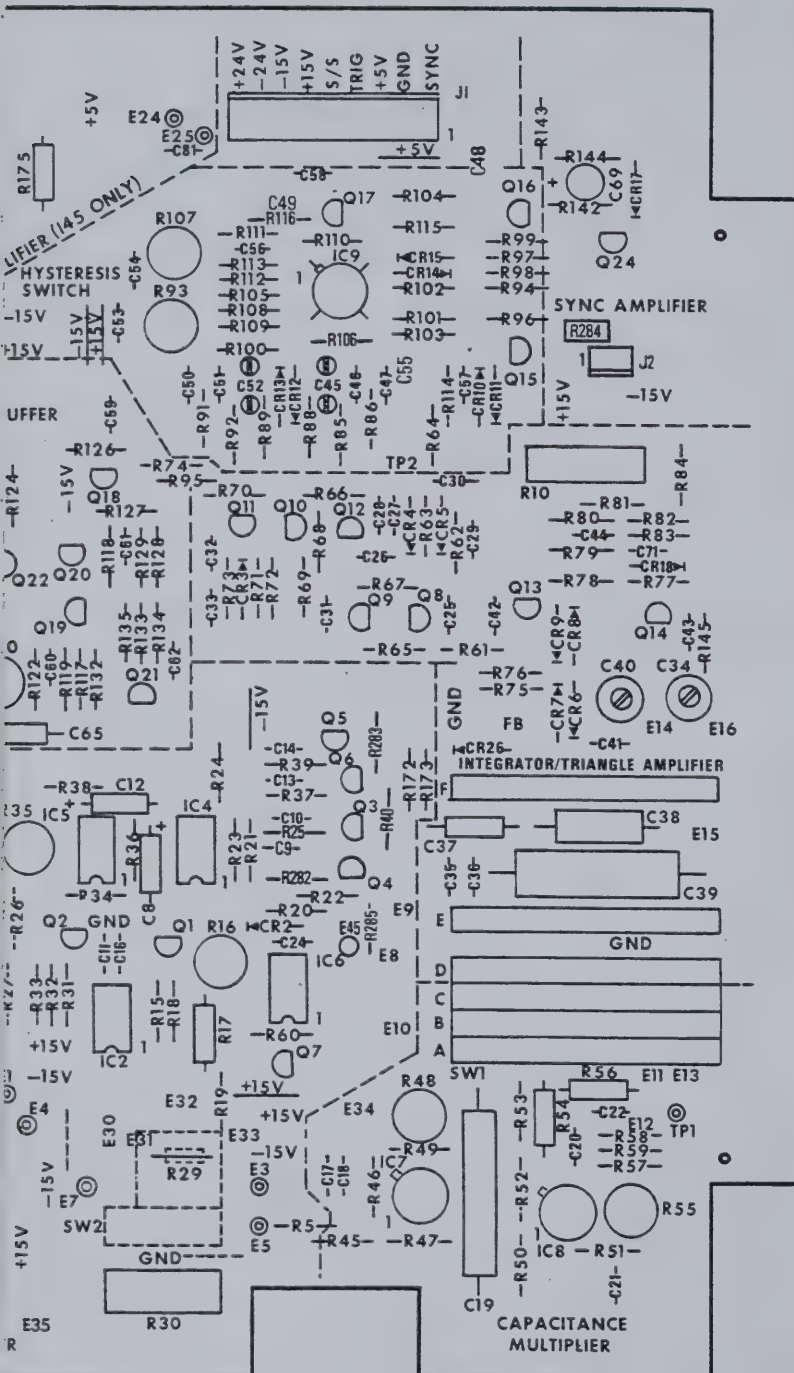 +24V
-24V
-15V
+15V
S/S
TRIG
+5V
GND
SYNC
J1
1
+5V
E24
E25
C81
R175
+5V
C58
C48
R143
R144
+
C69
CR17
R142
Q24
LIFIER (145 ONLY)
R107
C49
R116
Q17
R104
Q16
R111
R110
R115
C56
IC9
R99
R113
1
CR15
R97
HYSTERESIS
SWITCH
C54
R112
CR14
R98
R105
R102
R94
R93
R108
SYNC AMPLIFIER
-15V
-15V
+15V
C53
R109
R101
R96
+15V
R106
R103
R284
R100
C55
Q15
1
J2
C50
C51
C52
CR13
CR12
C45
C46
C47
R114
C57
CR10
CR11
+15V
-15V
UFFER
C59
R91
R92
R89
R88
R85
R86
R64
R126
R74
TP2
R95
C30
R10
R84
R124
-15V
Q18
R127
R70
Q11
Q10
R66
Q12
C28
C27
CR4
R63
CR5
R62
C29
R81
R80
R82
C44
R83
R79
C71
CR18
R78
R77
R118
C61
R129
R128
C32
R68
C26
Q22
Q20
R73
CR3
R71
R72
R69
R67
Q9
Q8
Q13
Q19
C33
C31
C25
C42
CR9
CR8
Q14
C43
R145
R135
R133
R134
R65
R61
R122
C60
R119
R117
R132
Q21
C62
R76
R75
GND
FB
CR7
CR6
C40
C34
E14
E16
C65
-15V
Q5
R283
C14
Q6
R39
C13
R37
R24
R172
R173
CR26
C41
INTEGRATOR/TRIANGLE AMPLIFIER
F
R38
C12
+
R35
IC5
IC4
R36
+
C10
R25
C9
Q3
R40
R23
R21
C37
C38
E15
R34
1
C8
1
R282
Q4
C35
C36
C39
R22
R26
R20
Q2
GND
Q1
R16
CR2
E45
R285
E9
E
GND
C11
C16
C24
IC6
E8
D
C
B
A
R27
R33
R32
R31
R15
R18
R17
1
+15V
IC2
1
R60
E10
Q7
-15V
SW1
R56
E11
E13
E4
E32
R19
+15V
+15V
R48
R53
R54
C22
E12
TP1
E30
E31
E33
E34
R49
C20
R58
R59
R57
-15V
R29
-15V
E3
C17
C18
R46
IC7
R52
E7
SW2
E5
R5
R45
R47
1
IC8
R51
R55
+15V
GND
R50
C21
C19
E35
R30
R
CAPACITANCE
MULTIPLIER